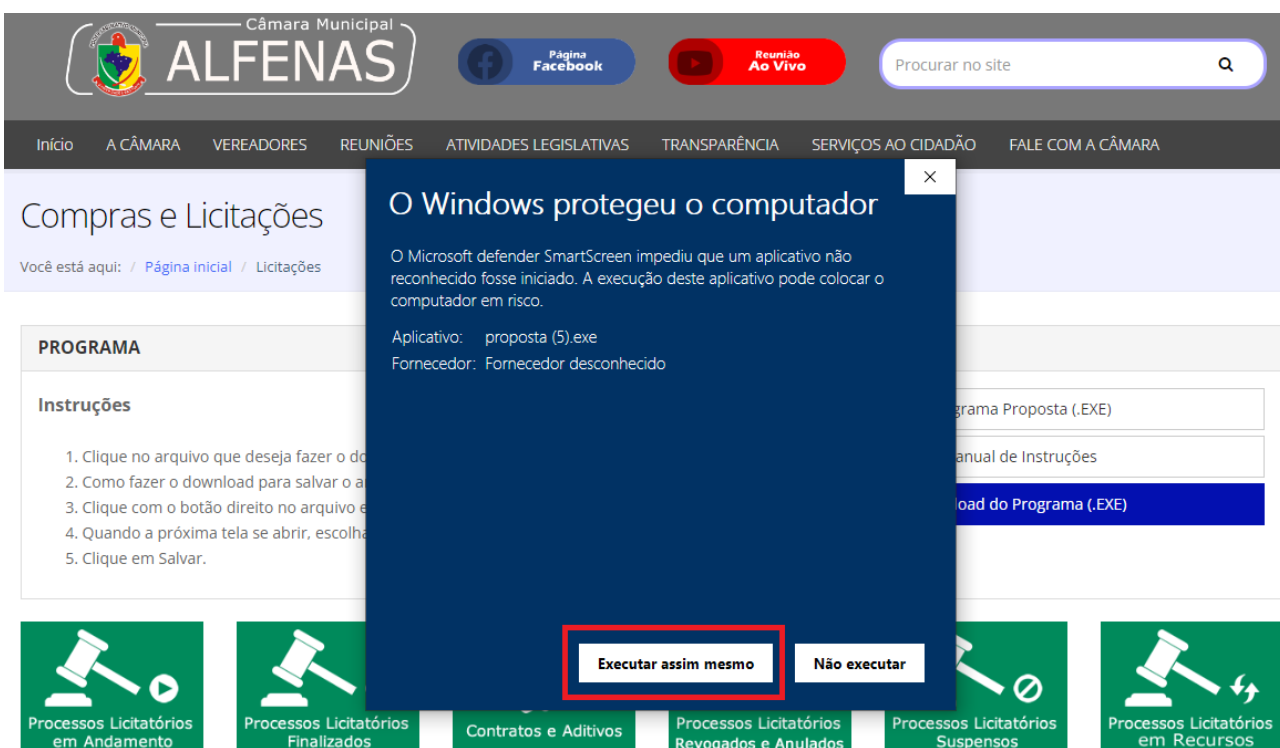 Câmara Municipal
ALFENAS
Página
Facebook
Reunião
Ao Vivo
Procurar no site
Início A CÂMARA VEREADORES REUNIÕES ATIVIDADES LEGISLATIVAS TRANSPARÊNCIA SERVIÇOS AO CIDADÃO FALE COM A CÂMARA
Compras e Licitações
Você está aqui: / Página inicial / Licitações
O Windows protegeu o computador
O Microsoft defender SmartScreen impediu que um aplicativo não
reconhecido fosse iniciado. A execução deste aplicativo pode colocar o
computador em risco.
Aplicativo: proposta (5).exe
Fornecedor: Fornecedor desconhecido
Executar assim mesmo Não executar
PROGRAMA
Instruções
1. Clique no arquivo que deseja fazer o
2. Como fazer o download para salvar o
3. Clique com o botão direito no arquivo
4. Quando a próxima tela se abrir,
5. Clique em Salvar.
Proposta (.EXE)
de Instruções
do Programa (.EXE)
Processos Licitatórios
em Andamento
Processos Licitatórios
Finalizados
Contratos e Aditivos
Processos Licitatórios
Revogados e Anulados
Processos Licitatórios
Suspensos
Processos Licitatórios
em Recursos